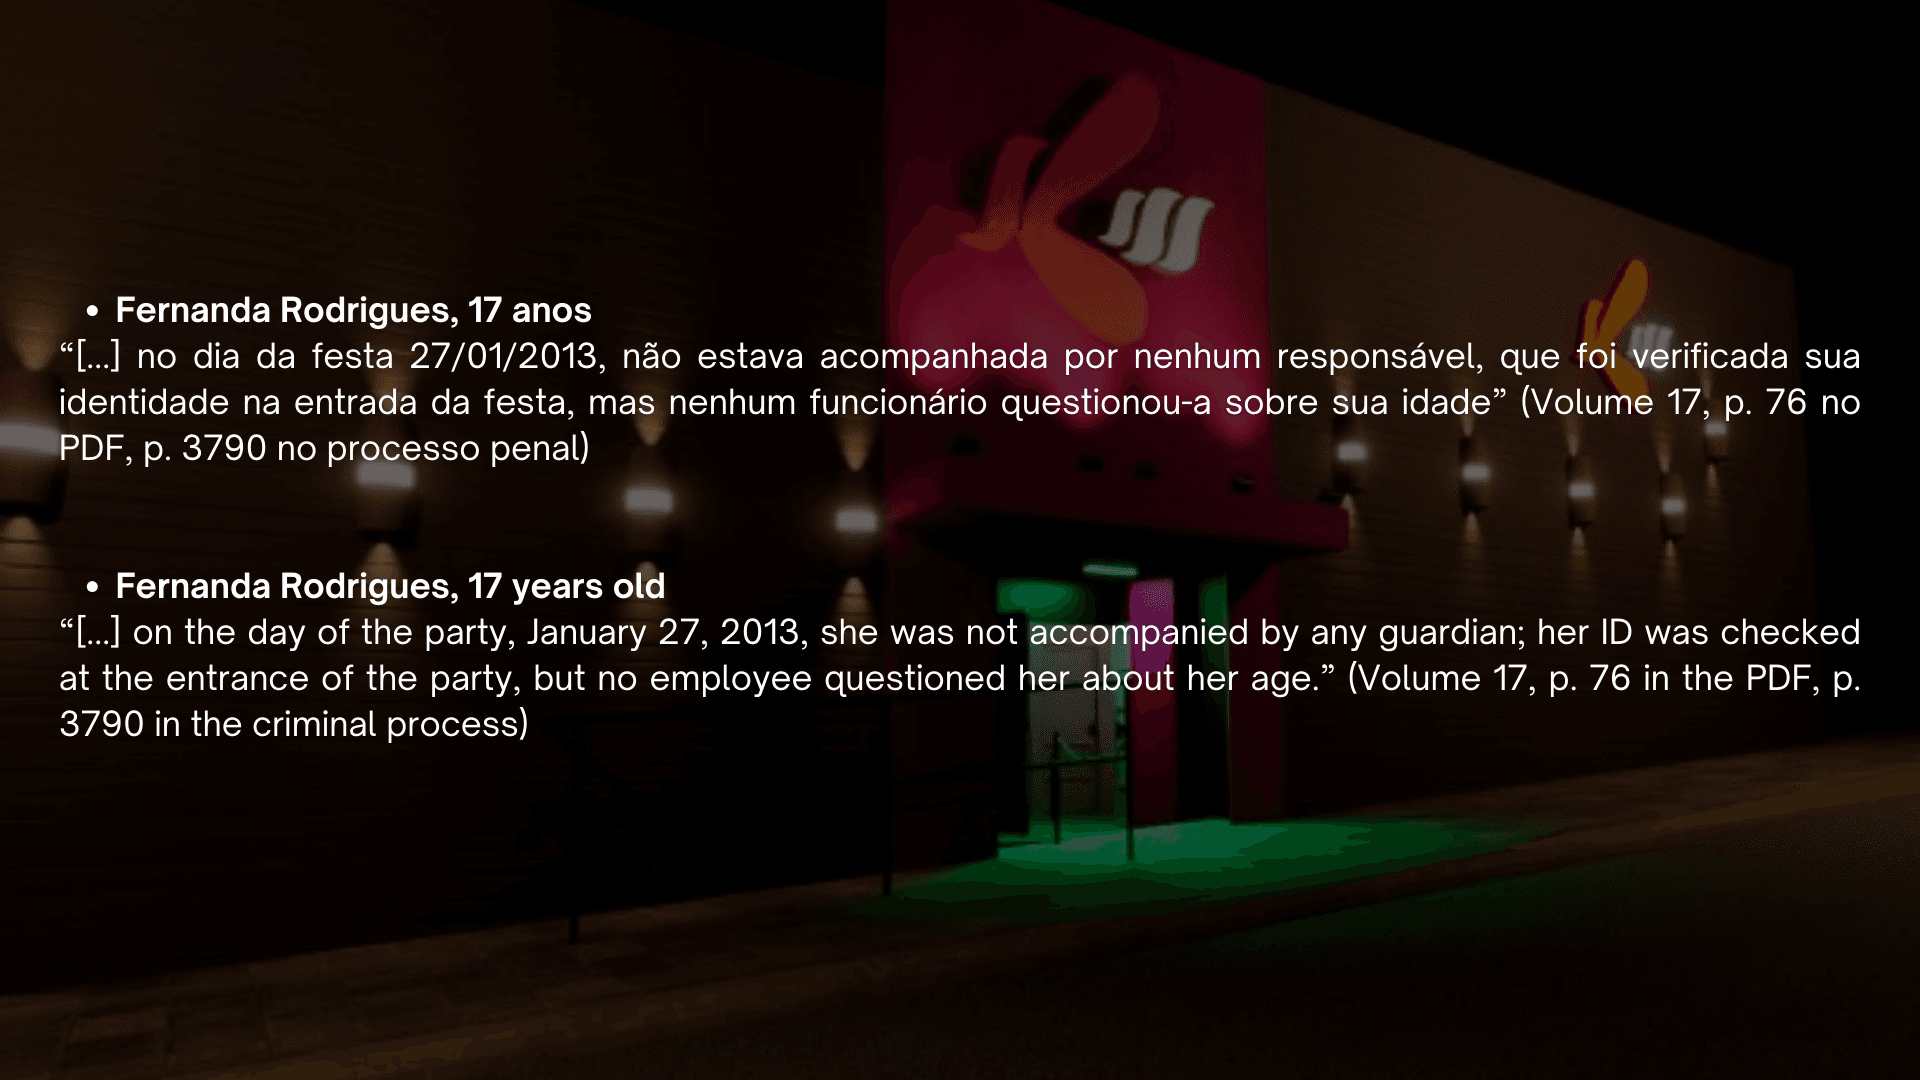 • Fernanda Rodrigues, 17 anos
“[...] no dia da festa 27/01/2013, não estava acompanhada por nenhum responsável, que foi verificada sua
identidade na entrada da festa, mas nenhum funcionário questionou-a sobre sua idade” (Volume 17, p. 76 no
PDF, p. 3790 no processo penal)
• Fernanda Rodrigues, 17 years old
“[...] on the day of the party, January 27, 2013, she was not accompanied by any guardian; her ID was checked
at the entrance of the party, but no employee questioned her about her age.” (Volume 17, p. 76 in the PDF, p.
3790 in the criminal process)